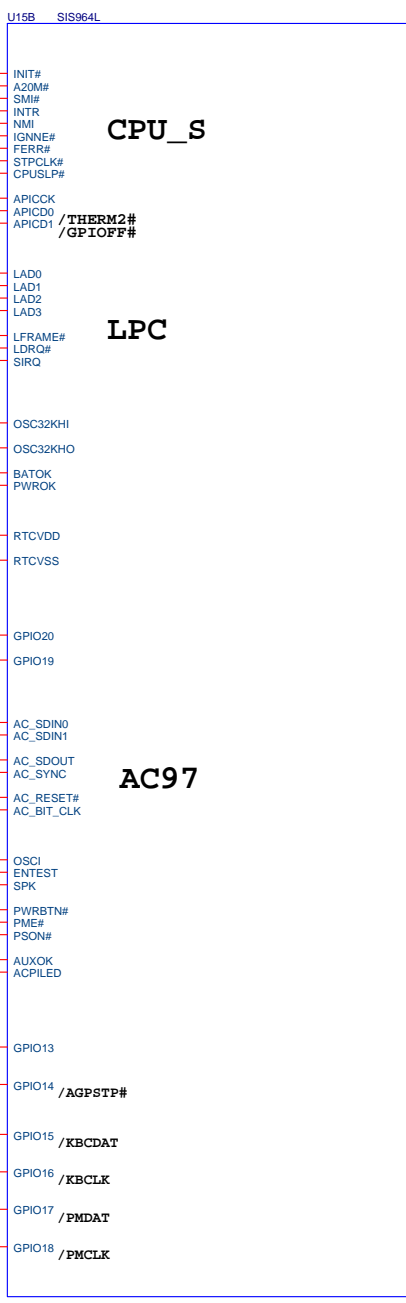 U15B SIS964L
INIT#
A20M#
SMI#
INTR
NMI
CPU_S
IGNNE#
FERR#
STPCLK#
CPUSLP#
APICCK
APICD0 /THERM2#
APICD1 /GPIOFF#
LAD0
LAD1
LAD2
LAD3
LPC
LFRAME#
LDRQ#
SIRQ
OSC32KHI
OSC32KHO
BATOK
PWROK
RTCVDD
RTCVSS
GPIO20
GPIO19
AC_SDIN0
AC_SDIN1
AC_SDOUT
AC_SYNC
AC97
AC_RESET#
AC_BIT_CLK
OSCI
ENTEST
SPK
PWRBTN#
PME#
PSON#
AUXOK
ACPILED
GPIO13
GPIO14 /AGPSTP#
GPIO15 /KBCDAT
GPIO16 /KBCLK
GPIO17 /PMDAT
GPIO18 /PMCLK